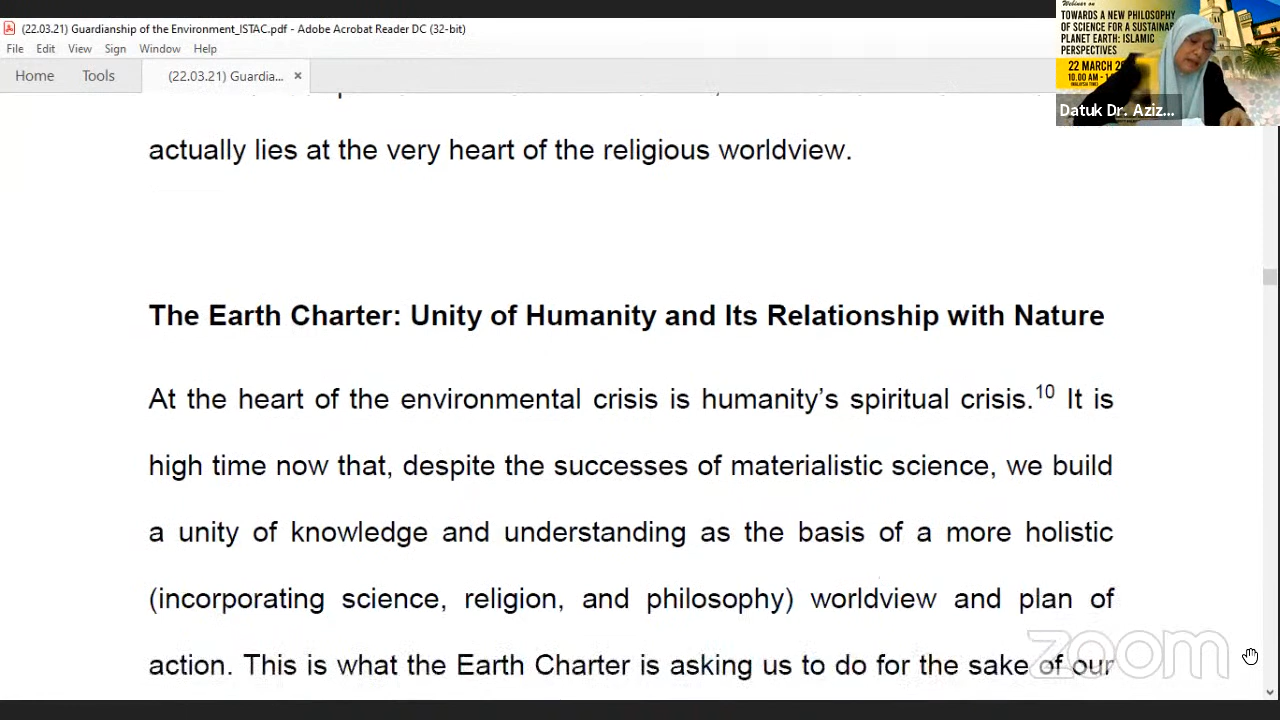 (22.03.21) Guardianship of the Environment_ISTAC.pdf - Adobe Acrobat Reader DC (32-bit)
File Edit View Sign Window Help
Home Tools (22.03.21) Guardia... ×
Webinar on
TOWARDS A NEW PHILOSOPHY
OF SCIENCE FOR A SUSTAINA
PLANET EARTH: ISLAMIC
PERSPECTIVES
22 MARCH 2
10.00 AM - 1
Datuk Dr. Aziz...
actually lies at the very heart of the religious worldview.
The Earth Charter: Unity of Humanity and Its Relationship with Nature
At the heart of the environmental crisis is humanity’s spiritual crisis.10 It is
high time now that, despite the successes of materialistic science, we build
a unity of knowledge and understanding as the basis of a more holistic
(incorporating science, religion, and philosophy) worldview and plan of
action. This is what the Earth Charter is asking us to do for the sake of our
zoom